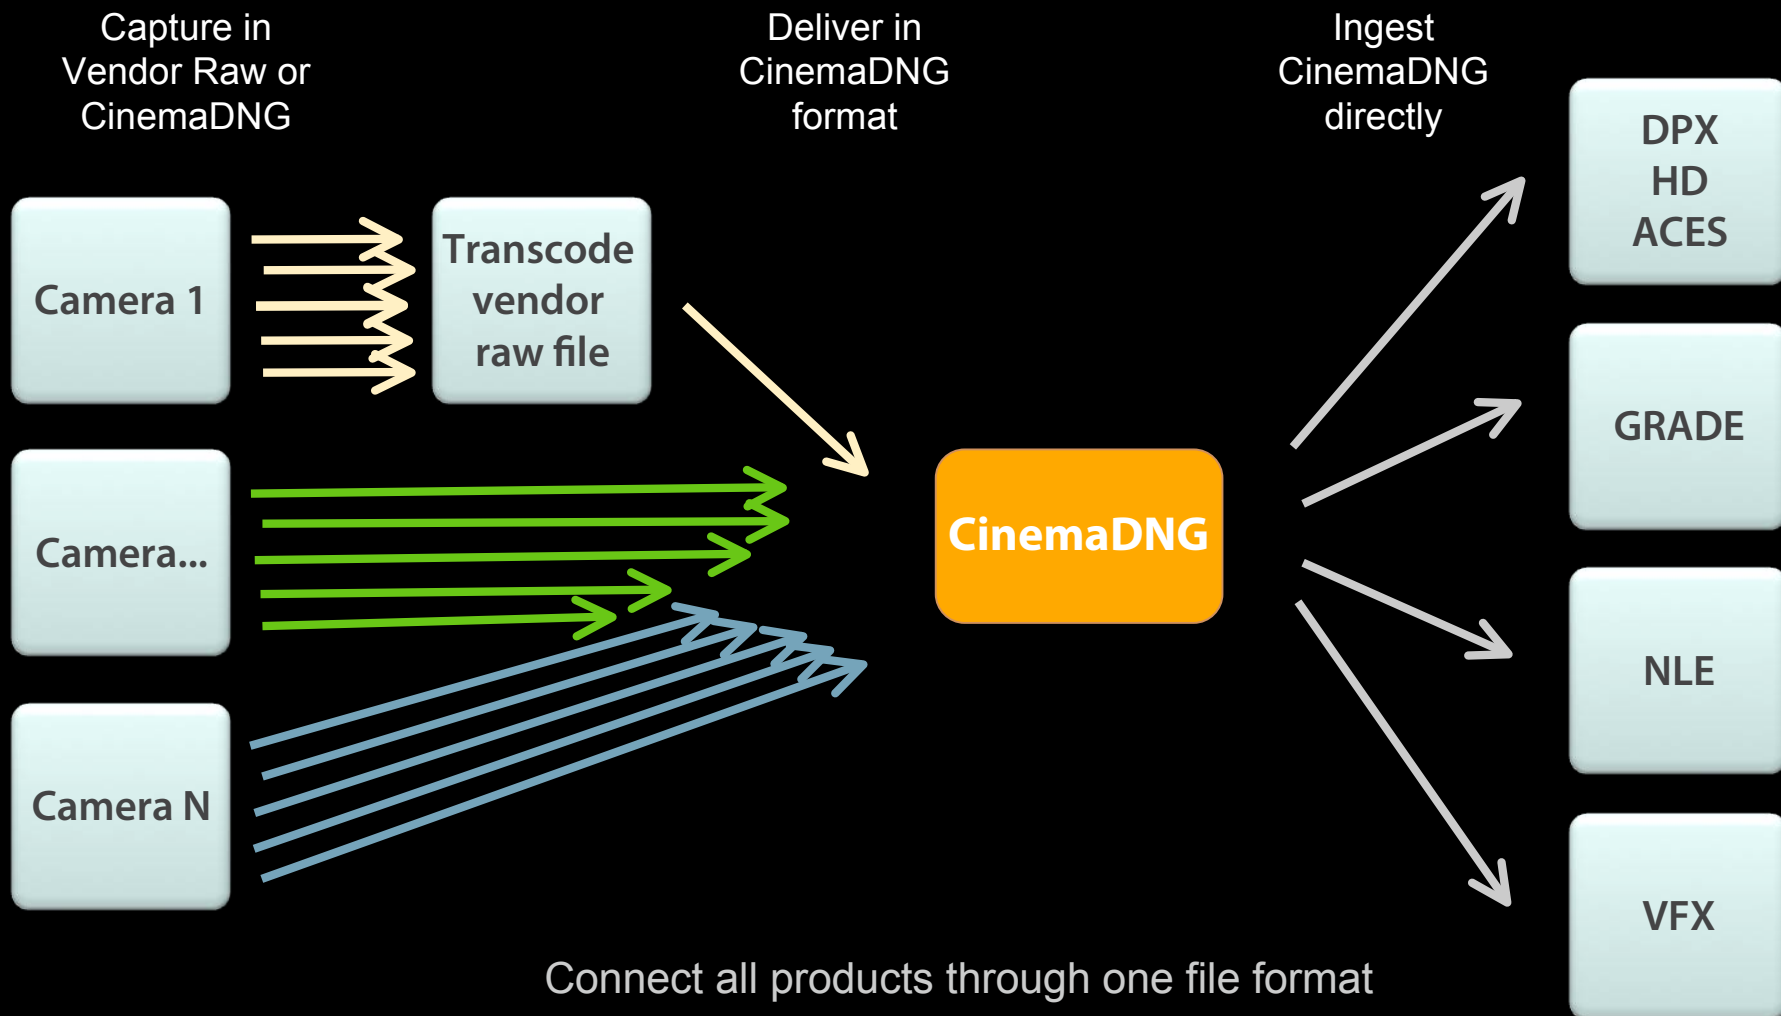 Capture in
Vendor Raw or
CinemaDNG
Deliver in
CinemaDNG
format
Ingest
CinemaDNG
directly
Camera 1
Transcode
vendor
raw file
Camera...
Camera N
CinemaDNG
DPX
HD
ACES
GRADE
NLE
VFX
Connect all products through one file format